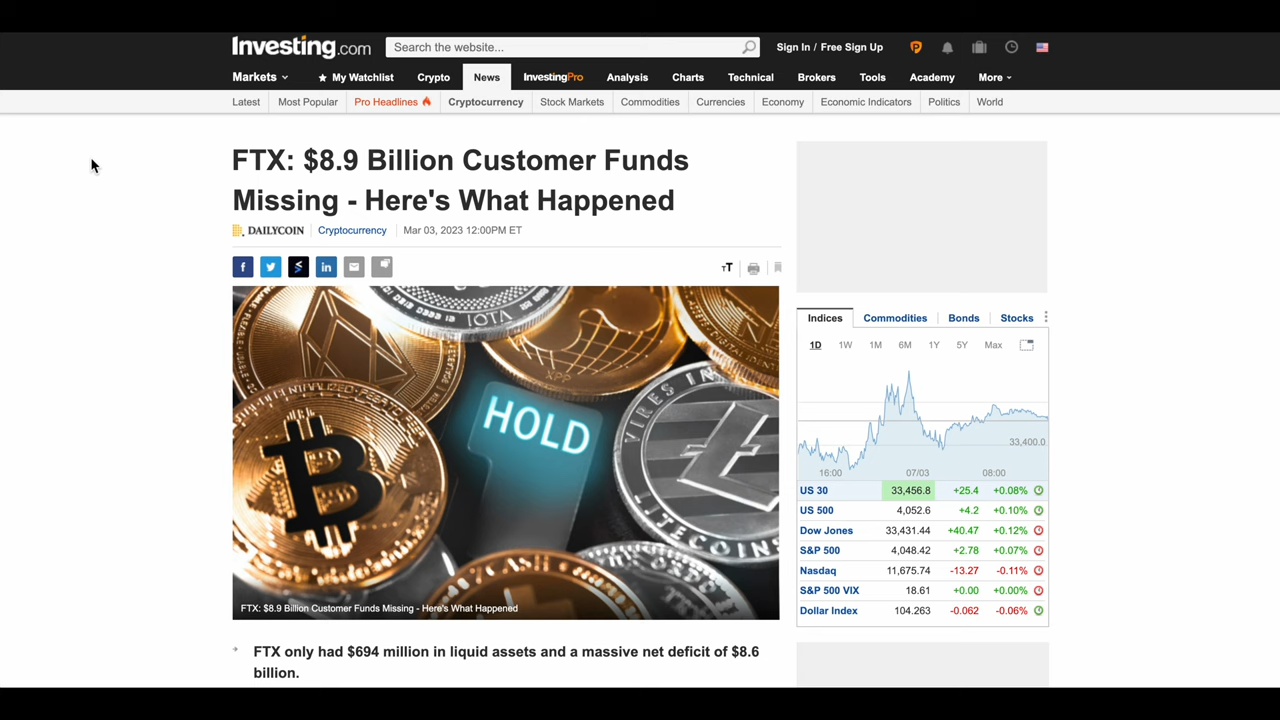 Investing.com
Search the website...
Sign In / Free Sign Up
Markets
My Watchlist
Crypto
News
InvestingPro
Analysis
Charts
Technical
Brokers
Tools
Academy
More
Latest
Most Popular
Pro Headlines
Cryptocurrency
Stock Markets
Commodities
Currencies
Economy
Economic Indicators
Politics
World
FTX: $8.9 Billion Customer Funds
Missing - Here's What Happened
DAILYCOIN
Cryptocurrency
Mar 03, 2023 12:00PM ET
TT
HOLD
IOTA
XPP
VIRES IN
LITECOINS
CASH
FTX: $8.9 Billion Customer Funds Missing - Here's What Happened
FTX only had $694 million in liquid assets and a massive net deficit of $8.6
billion.
Indices
Commodities
Bonds
Stocks
1D 1W 1M 6M 1Y 5Y Max
33,400.0
16:00 07/03 08:00
US 30 33,456.8 +25.4 +0.08%
US 500 4,052.6 +4.2 +0.10%
Dow Jones 33,431.44 +40.47 +0.12%
S&P 500 4,048.42 +2.78 +0.07%
Nasdaq 11,675.74 -13.27 -0.11%
S&P 500 VIX 18.61 +0.00 +0.00%
Dollar Index 104.263 -0.062 -0.06%